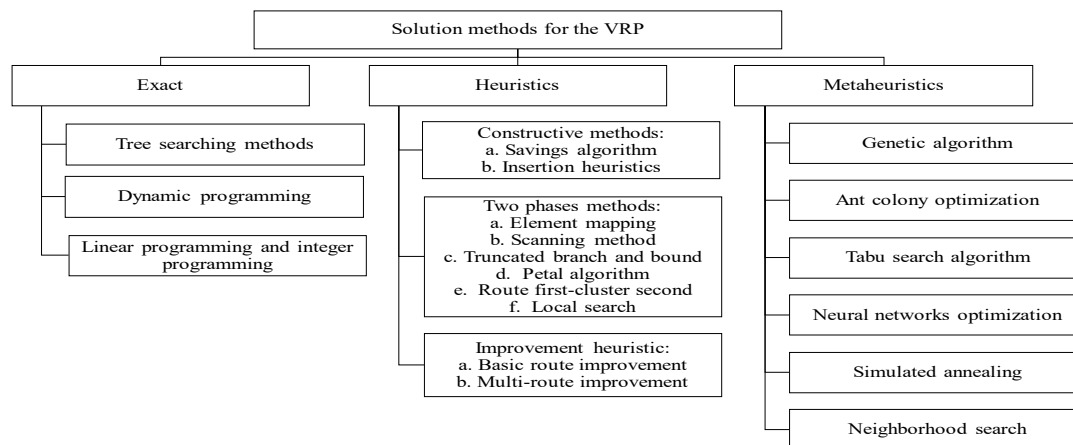 Solution methods for the VRP
Exact
Tree searching methods
Dynamic programming
Linear programming and integer
programming
Heuristics
Constructive methods:
a. Savings algorithm
b. Insertion heuristics
Two phases methods:
a. Element mapping
b. Scanning method
c. Truncated branch and bound
d. Petal algorithm
e. Route first-cluster second
f. Local search
Improvement heuristic:
a. Basic route improvement
b. Multi-route improvement
Metaheuristics
Genetic algorithm
Ant colony optimization
Tabu search algorithm
Neural networks optimization
Simulated annealing
Neighborhood search